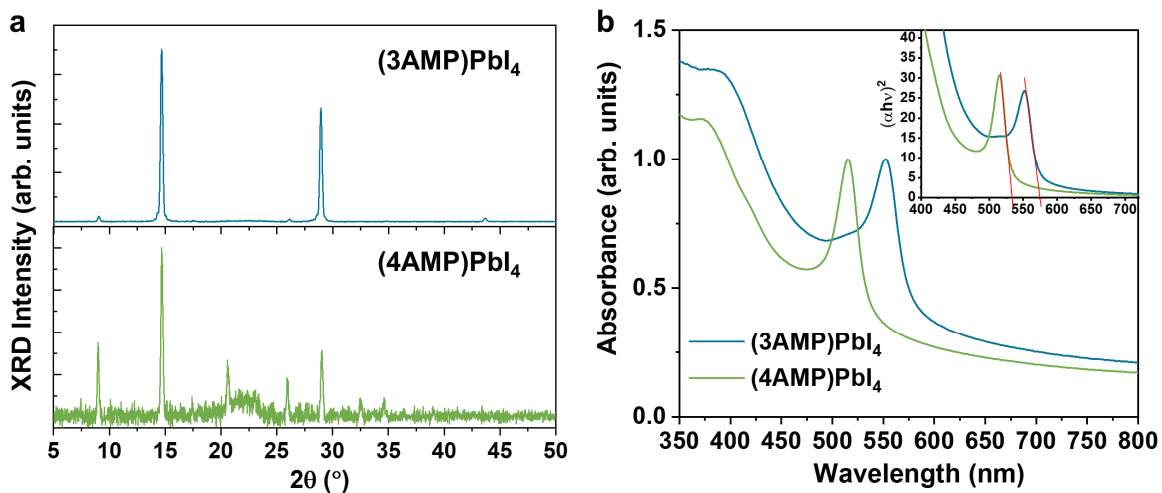 a
XRD Intensity (arb. units)
(3AMP)PbI₄
(4AMP)PbI₄
5 10 15 20 25 30 35 40 45 50
2θ (°)
b
Absorbance (arb. units)
1.5
1.0
0.5
0.0
(3AMP)PbI₄
(4AMP)PbI₄
350 400 450 500 550 600 650 700 750 800
Wavelength (nm)
(αhν)²
40
35
30
25
20
15
10
5
0
400 450 500 550 600 650 700